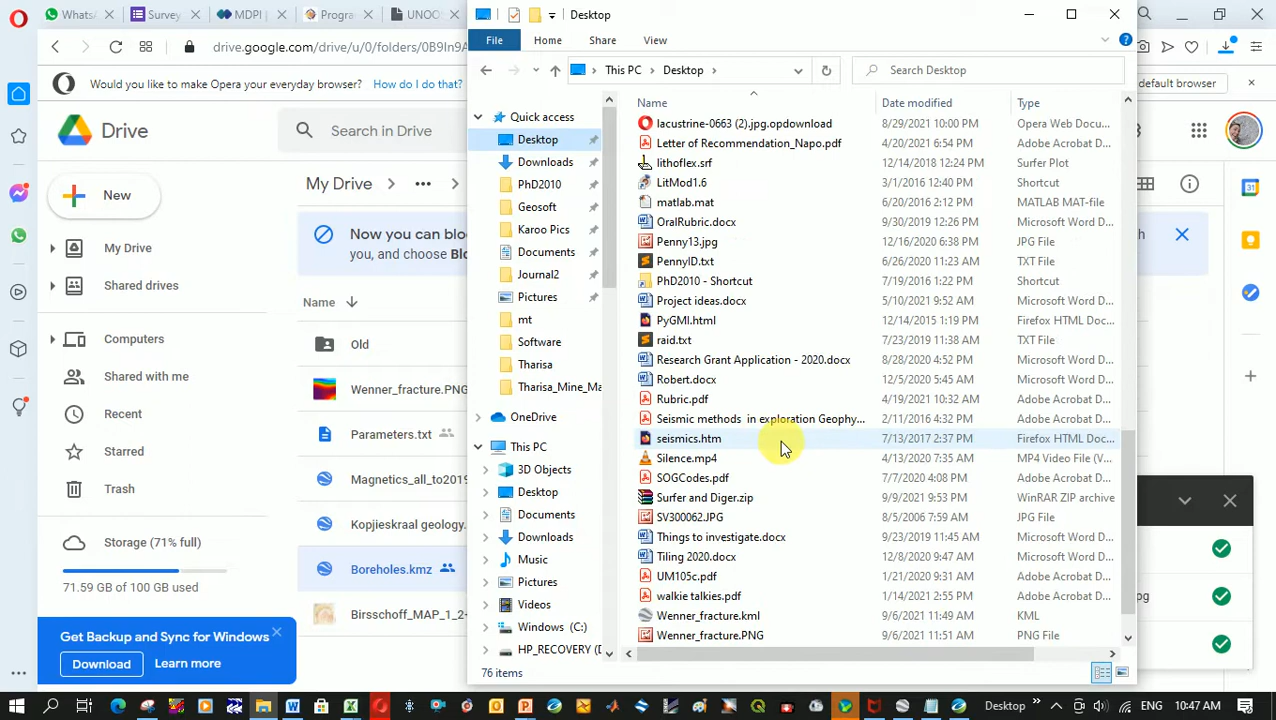 WhatsA
Survey
MDPI
Progra
UNOO
drive.google.com/drive/u/0/folders/0B9ln9A
Would you like to make Opera your everyday browser?
How do I do that?
default browser
Drive
Search in Drive
New
My Drive
Now you can blo
, and choose Blo
Name
My Drive
Shared drives
Computers
Shared with me
Recent
Starred
Trash
Storage (71% full)
71.59 GB of 100 GB used
Old
Wenner_fracture.PNG
Parameters.txt
Magnetics_all_to2019
Kopjieskraal geology.
Boreholes.kmz
Birsschoff_MAP_1_2-
Get Backup and Sync for Windows
Download
Learn more
Desktop
File
Home
Share
View
This PC
Desktop
Search Desktop
Quick access
Desktop
Downloads
PhD2010
Geosoft
Karoo Pics
Documents
Journal2
Pictures
mt
Software
Tharisa
Tharisa_Mine_Ma
OneDrive
This PC
3D Objects
Desktop
Documents
Downloads
Music
Pictures
Videos
Windows (C:)
HP_RECOVERY (D
Name Date modified Type
lacustrine-0663 (2).jpg.opdownload 8/29/2021 10:00 PM Opera Web Docu...
Letter of Recommendation_Napo.pdf 4/20/2021 6:54 PM Adobe Acrobat D...
lithoflex.srf 12/14/2018 12:24 PM Surfer Plot
LitMod1.6 3/1/2016 12:40 PM Shortcut
matlab.mat 6/20/2016 2:12 PM MATLAB MAT-file
OralRubric.docx 9/30/2019 12:26 PM Microsoft Word D...
Penny13.jpg 12/16/2020 6:38 PM JPG File
PennyID.txt 6/26/2020 11:23 AM TXT File
PhD2010 - Shortcut 7/19/2016 1:22 PM Shortcut
Project ideas.docx 5/10/2021 9:52 AM Microsoft Word D...
PyGMI.html 12/14/2015 1:19 PM Firefox HTML Doc...
raid.txt 7/23/2019 11:38 AM TXT File
Research Grant Application - 2020.docx 8/28/2020 4:52 PM Microsoft Word D...
Robert.docx 12/5/2020 5:45 AM Microsoft Word D...
Rubric.pdf 4/19/2021 10:32 AM Adobe Acrobat D...
Seismic methods in exploration Geophy... 2/11/2016 4:32 PM Adobe Acrobat D...
seismics.htm 7/13/2017 2:37 PM Firefox HTML Doc...
Silence.mp4 4/13/2020 7:35 AM MP4 Video File (V...
SOGCodes.pdf 7/7/2020 4:08 PM Adobe Acrobat D...
Surfer and Diger.zip 9/9/2021 9:53 PM WinRAR ZIP archive
SV300062.JPG 8/5/2006 7:59 AM JPG File
Things to investigate.docx 9/23/2019 11:45 AM Microsoft Word D...
Tiling 2020.docx 12/8/2020 9:47 AM Microsoft Word D...
UM105c.pdf 1/21/2020 9:31 AM Adobe Acrobat D...
walkie talkies.pdf 1/14/2021 2:55 PM Adobe Acrobat D...
Wenner_fracture.kml 9/6/2021 11:49 AM KML
Wenner_fracture.PNG 9/6/2021 11:51 AM PNG File
76 items
Desktop
ENG
10:47 AM